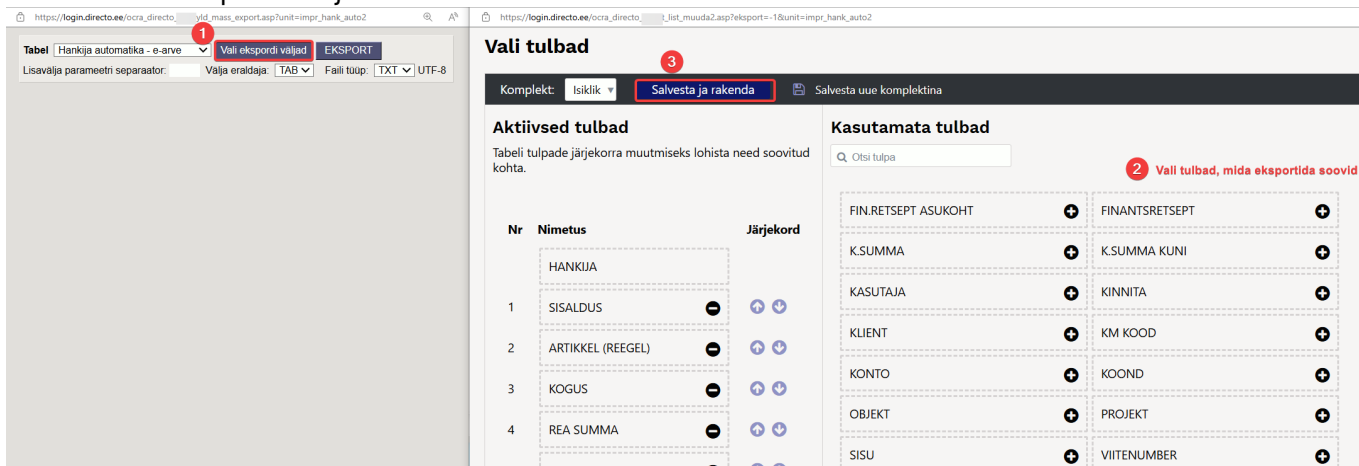 https://login.directo.ee/ocra_directo_ yld_mass_export.asp?unit=impr_hank_auto2
1
Tabel Hankija automatika - e-arve Vali ekspordi väljad EKSPORT
Lisavälja parameetri separaator: Välja eraldaja: TAB Faili tüüp: TXT UTF-8
https://login.directo.ee/ocra_directo_ t_list_muuda2.asp?eksport=-1&unit=impr_hank_auto2
Vali tulbad
3
Komplekt: Isiklik Salvesta ja rakenda Salvesta uue komplektina
Aktiivsed tulbad
Tabeli tulpade järjekorra muutmiseks lohista need soovitud
kohta.
Nr Nimetus Järjekord
HANKIJA
1 SISALDUS
2 ARTIKKEL (REEGEL)
3 KOGUS
4 REA SUMMA
Kasutamata tulbad
Otsi tulpa
2 Vali tulbad, mida eksportida soovid
FIN.RETSEPT ASUKOHT FINANTSRETSEPT
K.SUMMA K.SUMMA KUNI
KASUTAJA KINNITA
KLIENT KM KOOD
KONTO KOOND
OBJEKT PROJEKT
SISU VIITENUMBER